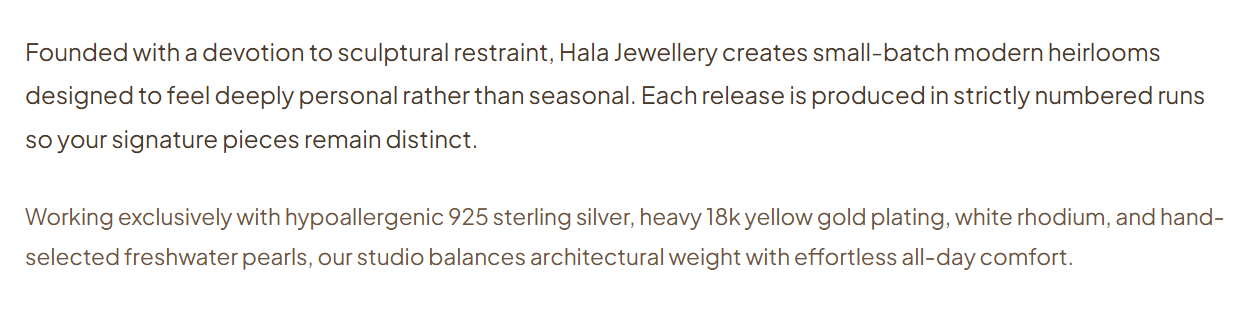 Founded with a devotion to sculptural restraint, Hala Jewellery creates small-batch modern heirlooms
designed to feel deeply personal rather than seasonal. Each release is produced in strictly numbered runs
so your signature pieces remain distinct.
Working exclusively with hypoallergenic 925 sterling silver, heavy 18k yellow gold plating, white rhodium, and hand-
selected freshwater pearls, our studio balances architectural weight with effortless all-day comfort.